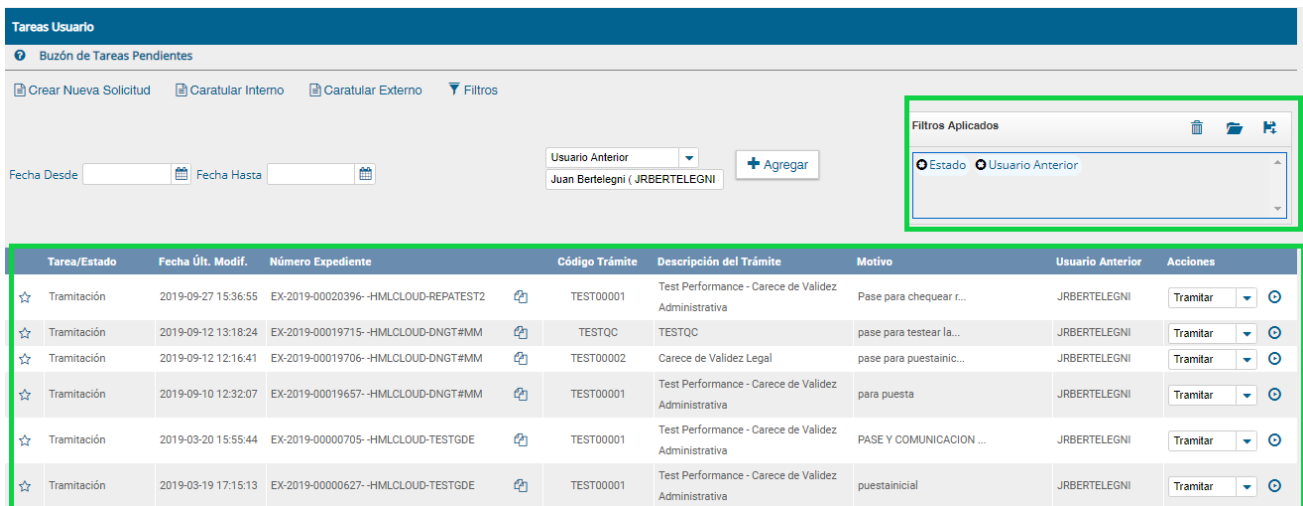 Tareas Usuario
Buzón de Tareas Pendientes
Crear Nueva Solicitud Caratular Interno Caratular Externo Filtros
Filtros Aplicados
Estado Usuario Anterior
Usuario Anterior
Fecha Desde Fecha Hasta Juan Bertelegni ( JRBERTELEGNI Agregar
Tarea/Estado Fecha Últ. Modif. Número Expediente Código Trámite Descripción del Trámite Motivo Usuario Anterior Acciones
Tramitación 2019-09-27 15:36:55 EX-2019-00020396- -HMLCLOUD-REPATEST2 TEST00001 Test Performance - Carece de Validez Administrativa Pase para chequear r... JRBERTELEGNI Tramitar
Tramitación 2019-09-12 13:18:24 EX-2019-00019715- -HMLCLOUD-DNGT#MM TESTQC TESTQC pase para testear la... JRBERTELEGNI Tramitar
Tramitación 2019-09-12 12:16:41 EX-2019-00019706- -HMLCLOUD-DNGT#MM TEST00002 Carece de Validez Legal pase para puestainic... JRBERTELEGNI Tramitar
Tramitación 2019-09-10 12:32:07 EX-2019-00019657- -HMLCLOUD-DNGT#MM TEST00001 Test Performance - Carece de Validez Administrativa para puesta JRBERTELEGNI Tramitar
Tramitación 2019-03-20 15:55:44 EX-2019-00000705- -HMLCLOUD-TESTGDE TEST00001 Test Performance - Carece de Validez Administrativa PASE Y COMUNICACION ... JRBERTELEGNI Tramitar
Tramitación 2019-03-19 17:15:13 EX-2019-00000627- -HMLCLOUD-TESTGDE TEST00001 Test Performance - Carece de Validez Administrativa puestainicial JRBERTELEGNI Tramitar